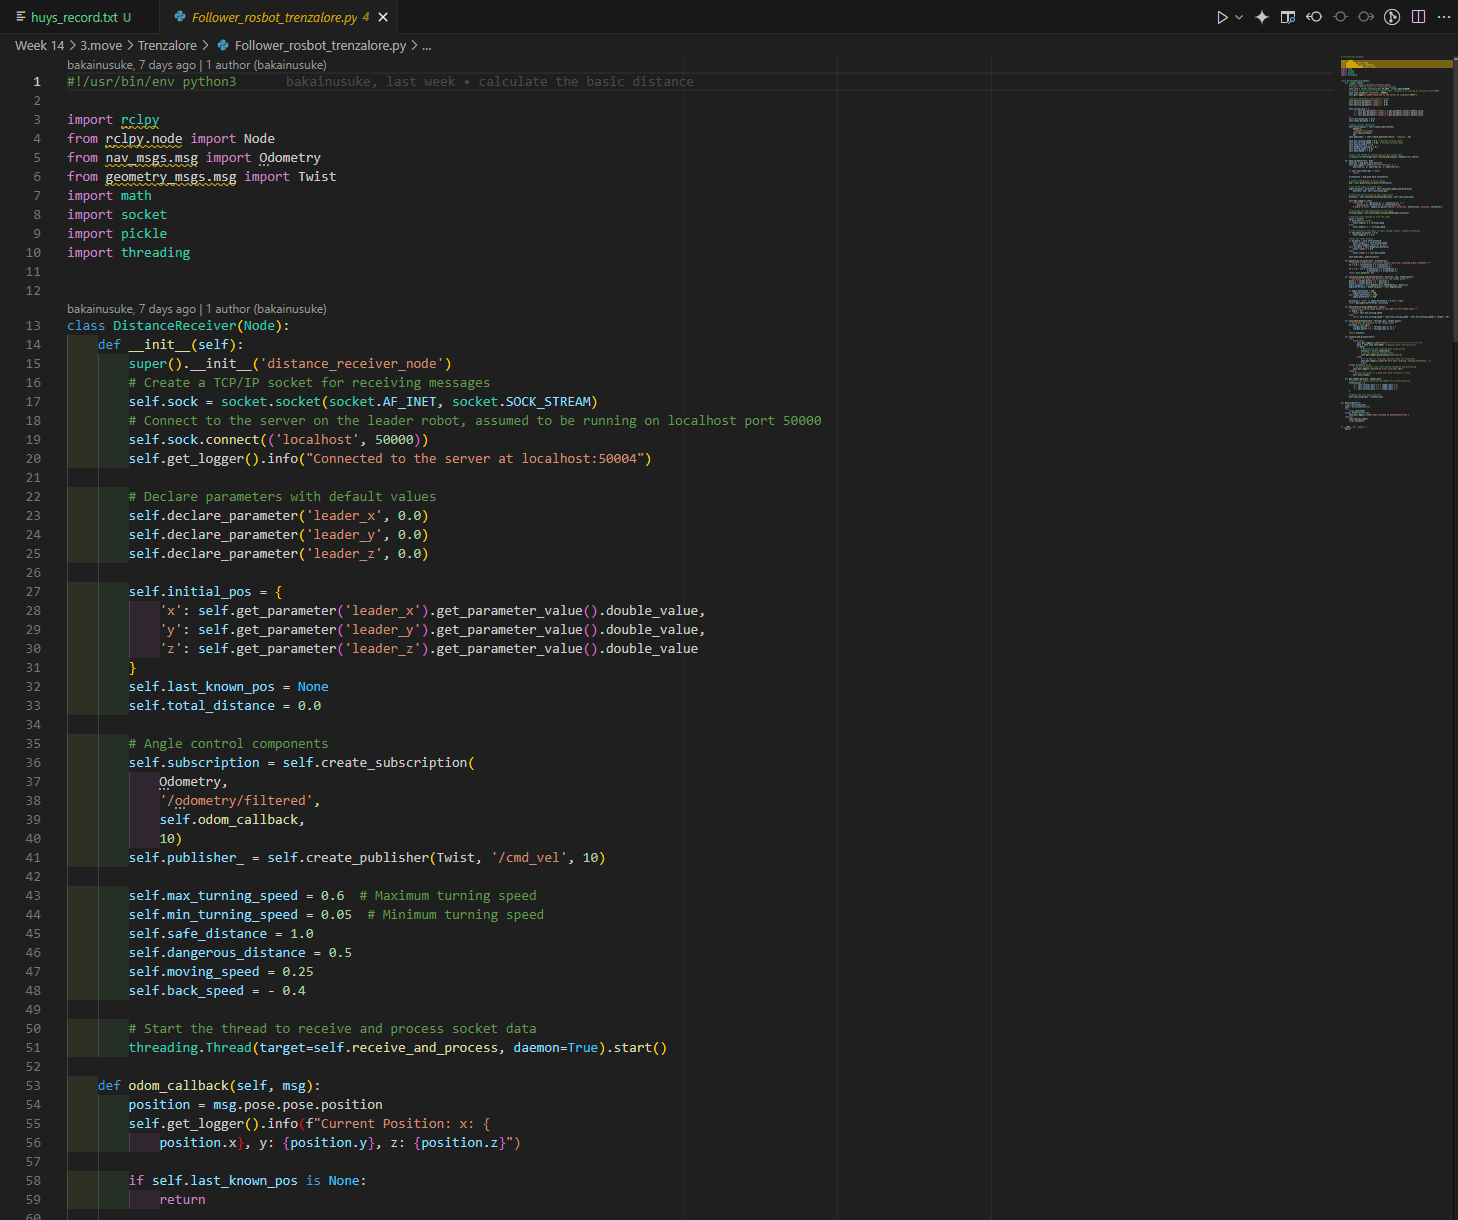 huys_record.txt U
Follower_rosbot_trenzalore.py 4
Week 14 > 3.move > Trenzalore > Follower_rosbot_trenzalore.py > ...
bakainusuke, 7 days ago | 1 author (bakainusuke)
1 #!/usr/bin/env python3 bakainusuke, last week • calculate the basic distance
2
3 import rclpy
4 from rclpy.node import Node
5 from nav_msgs.msg import Odometry
6 from geometry_msgs.msg import Twist
7 import math
8 import socket
9 import pickle
10 import threading
11
12
bakainusuke, 7 days ago | 1 author (bakainusuke)
13 class DistanceReceiver(Node):
14 def __init__(self):
15 super().__init__('distance_receiver_node')
16 # Create a TCP/IP socket for receiving messages
17 self.sock = socket.socket(socket.AF_INET, socket.SOCK_STREAM)
18 # Connect to the server on the leader robot, assumed to be running on localhost port 50000
19 self.sock.connect(('localhost', 50000))
20 self.get_logger().info("Connected to the server at localhost:50004")
21
22 # Declare parameters with default values
23 self.declare_parameter('leader_x', 0.0)
24 self.declare_parameter('leader_y', 0.0)
25 self.declare_parameter('leader_z', 0.0)
26
27 self.initial_pos = {
28 'x': self.get_parameter('leader_x').get_parameter_value().double_value,
29 'y': self.get_parameter('leader_y').get_parameter_value().double_value,
30 'z': self.get_parameter('leader_z').get_parameter_value().double_value
31 }
32 self.last_known_pos = None
33 self.total_distance = 0.0
34
35 # Angle control components
36 self.subscription = self.create_subscription(
37 Odometry,
38 '/odometry/filtered',
39 self.odom_callback,
40 10)
41 self.publisher_ = self.create_publisher(Twist, '/cmd_vel', 10)
42
43 self.max_turning_speed = 0.6 # Maximum turning speed
44 self.min_turning_speed = 0.05 # Minimum turning speed
45 self.safe_distance = 1.0
46 self.dangerous_distance = 0.5
47 self.moving_speed = 0.25
48 self.back_speed = - 0.4
49
50 # Start the thread to receive and process socket data
51 threading.Thread(target=self.receive_and_process, daemon=True).start()
52
53 def odom_callback(self, msg):
54 position = msg.pose.pose.position
55 self.get_logger().info(f"Current Position: x: {
56 position.x}, y: {position.y}, z: {position.z}")
57
58 if self.last_known_pos is None:
59 return
60